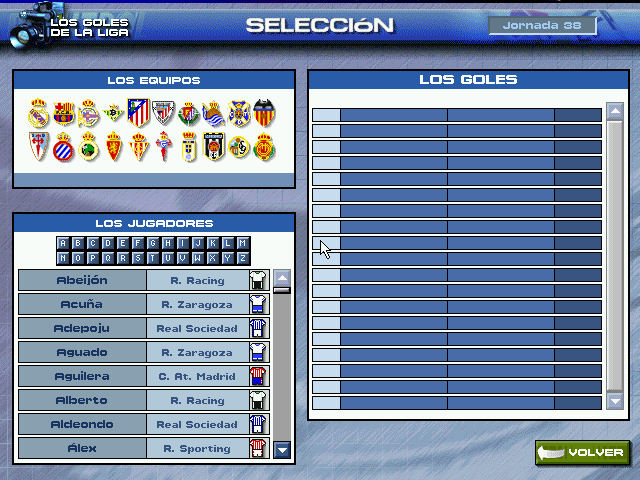 LOS GOLES
DE LA LIGA
SELECCIóN
Jornada 38
LOS EQUIPOS
LOS GOLES
LOS JUGADORES
A B C D E F G H I J K L M
N O P Q R S T U V W X Y Z
Abeijón R. Racing
Acuña R. Zaragoza
Adepoju Real Sociedad
Aguado R. Zaragoza
Aguilera C. At. Madrid
Alberto R. Racing
Aldeondo Real Sociedad
Álex R. Sporting
VOLVER